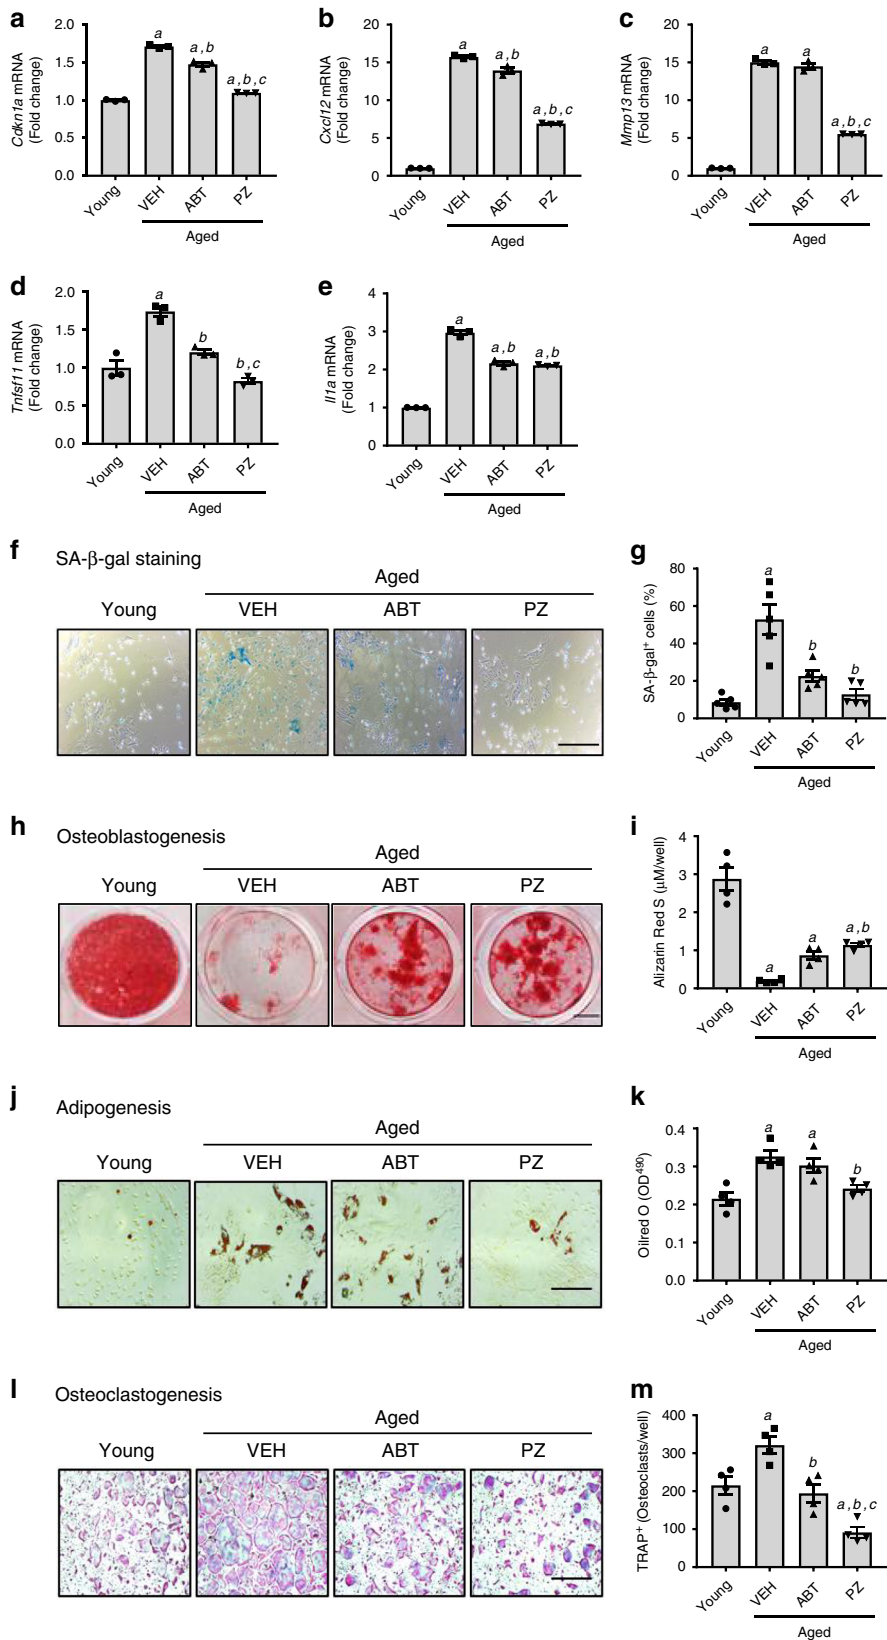 a
Cdkn1a mRNA
(Fold change)
2.0
1.5
1.0
0.5
0.0
a
a,b
a,b,c
Young
VEH
ABT
PZ
Aged
b
Cxcl12 mRNA
(Fold change)
20
15
10
5
0
a
a,b
a,b,c
Young
VEH
ABT
PZ
Aged
c
Mmp13 mRNA
(Fold change)
20
15
10
5
0
a
a
a,b,c
Young
VEH
ABT
PZ
Aged
d
Tnfsf11 mRNA
(Fold change)
2.0
1.5
1.0
0.5
0.0
a
b
b,c
Young
VEH
ABT
PZ
Aged
e
Il1a mRNA
(Fold change)
4
3
2
1
0
a
a,b
a,b
Young
VEH
ABT
PZ
Aged
f
SA-β-gal staining
Aged
Young
VEH
ABT
PZ
g
SA-β-gal⁺ cells (%)
80
60
40
20
0
a
b
b
Young
VEH
ABT
PZ
Aged
h
Osteoblastogenesis
Aged
Young
VEH
ABT
PZ
i
Alizarin Red S (μM/well)
4
3
2
1
0
a
a
a,b
Young
VEH
ABT
PZ
Aged
j
Adipogenesis
Aged
Young
VEH
ABT
PZ
k
Oilred O (OD⁴⁹⁰)
0.4
0.3
0.2
0.1
0.0
a
a
b
Young
VEH
ABT
PZ
Aged
l
Osteoclastogenesis
Aged
Young
VEH
ABT
PZ
m
TRAP⁺ (Osteoclasts/well)
400
300
200
100
0
a
b
a,b,c
Young
VEH
ABT
PZ
Aged